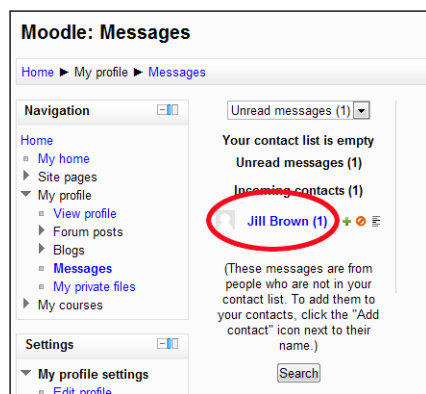 Moodle: Messages
Home ► My profile ► Messages
Navigation
Home
My home
Site pages
My profile
View profile
Forum posts
Blogs
Messages
My private files
My courses
Settings
My profile settings
Edit profile
Unread messages (1)
Your contact list is empty
Unread messages (1)
Incoming contacts (1)
Jill Brown (1)
(These messages are from
people who are not in your
contact list. To add them to
your contacts, click the "Add
contact" icon next to their
name.)
Search